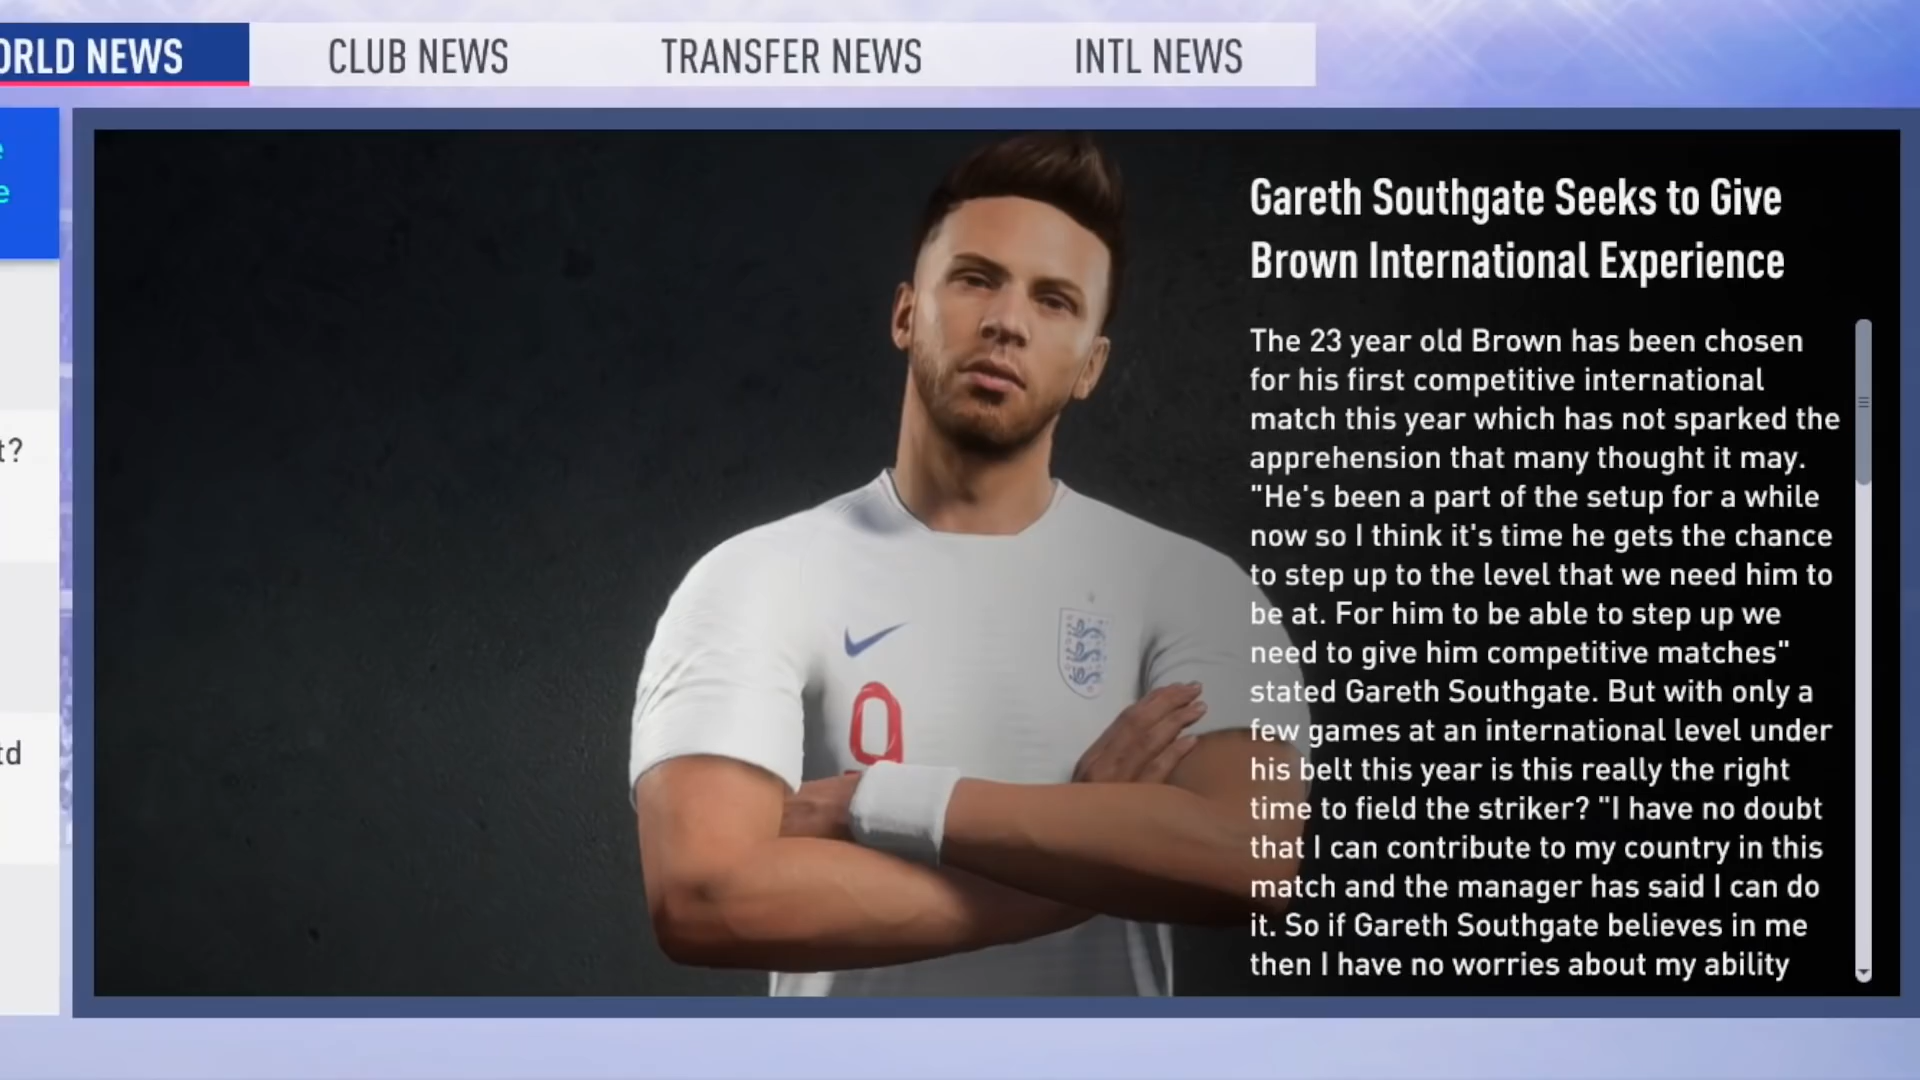 ORLD NEWS
CLUB NEWS
TRANSFER NEWS
INTL NEWS
e
e
t?
td
Gareth Southgate Seeks to Give
Brown International Experience
The 23 year old Brown has been chosen
for his first competitive international
match this year which has not sparked the
apprehension that many thought it may.
"He's been a part of the setup for a while
now so I think it's time he gets the chance
to step up to the level that we need him to
be at. For him to be able to step up we
need to give him competitive matches"
stated Gareth Southgate. But with only a
few games at an international level under
his belt this year is this really the right
time to field the striker? "I have no doubt
that I can contribute to my country in this
match and the manager has said I can do
it. So if Gareth Southgate believes in me
then I have no worries about my ability
9